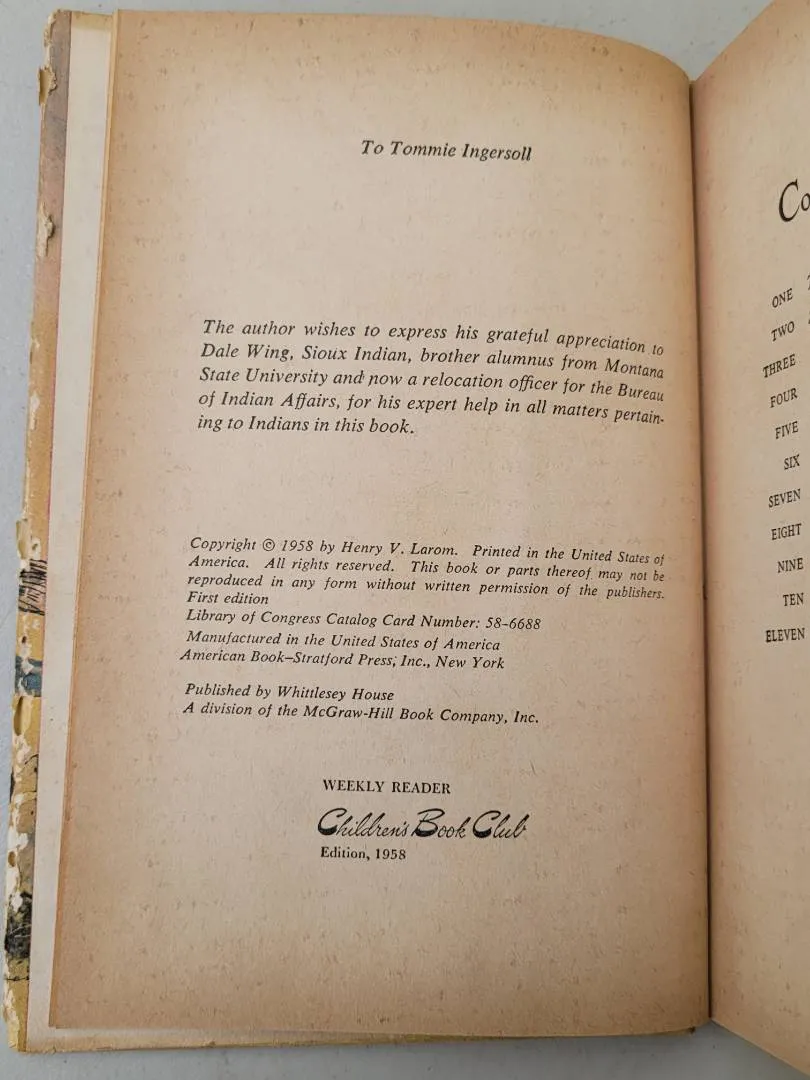 To Tommie Ingersoll
The author wishes to express his grateful appreciation to
Dale Wing, Sioux Indian, brother alumnus from Montana
State University and now a relocation officer for the Bureau
of Indian Affairs, for his expert help in all matters pertain-
ing to Indians in this book.
Copyright © 1958 by Henry V. Larom. Printed in the United States of
America. All rights reserved. This book or parts thereof may not be
reproduced in any form without written permission of the publishers.
First edition
Library of Congress Catalog Card Number: 58-6688
Manufactured in the United States of America
American Book–Stratford Press, Inc., New York
Published by Whittlesey House
A division of the McGraw-Hill Book Company, Inc.
WEEKLY READER
Children's Book Club
Edition, 1958
Co
ONE
TWO
THREE
FOUR
FIVE
SIX
SEVEN
EIGHT
NINE
TEN
ELEVEN